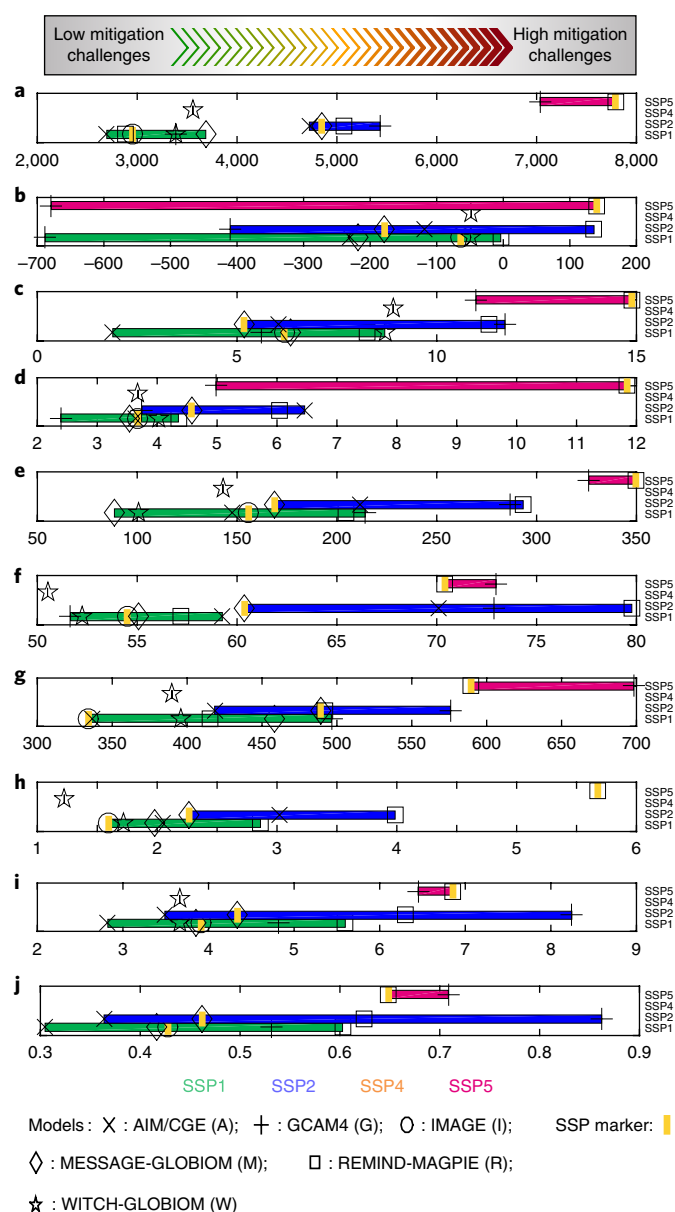 Low mitigation challenges
High mitigation challenges
a
SSP5
SSP4
SSP2
SSP1
2,000 3,000 4,000 5,000 6,000 7,000 8,000
b
SSP5
SSP4
SSP2
SSP1
–700 –600 –500 –400 –300 –200 –100 0 100 200
c
SSP5
SSP4
SSP2
SSP1
0 5 10 15
d
SSP5
SSP4
SSP2
SSP1
2 3 4 5 6 7 8 9 10 11 12
e
SSP5
SSP4
SSP2
SSP1
50 100 150 200 250 300 350
f
SSP5
SSP4
SSP2
SSP1
50 55 60 65 70 75 80
g
SSP5
SSP4
SSP2
SSP1
300 350 400 450 500 550 600 650 700
h
SSP5
SSP4
SSP2
SSP1
1 2 3 4 5 6
i
SSP5
SSP4
SSP2
SSP1
2 3 4 5 6 7 8 9
j
SSP5
SSP4
SSP2
SSP1
0.3 0.4 0.5 0.6 0.7 0.8 0.9
SSP1 SSP2 SSP4 SSP5
Models : : AIM/CGE (A); : GCAM4 (G); : IMAGE (I); SSP marker:
: MESSAGE-GLOBIOM (M); : REMIND-MAGPIE (R);
: WITCH-GLOBIOM (W)